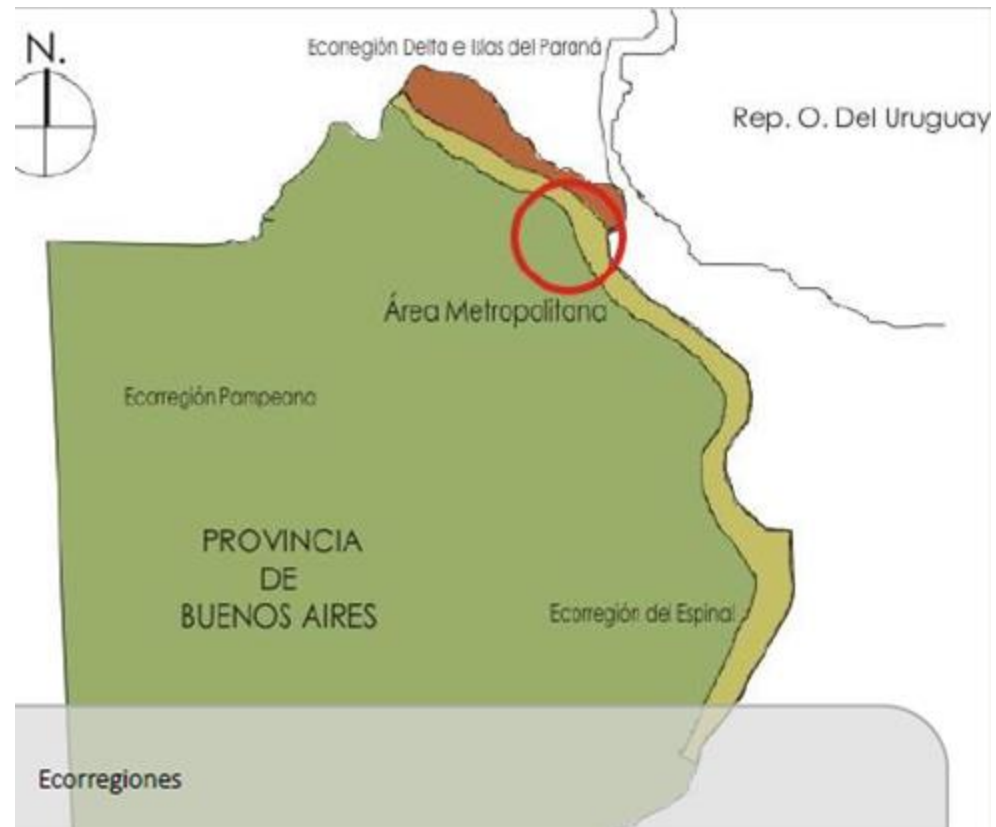 N.
Ecoregión Delta e Islas del Paraná
Rep. O. Del Uruguay
Área Metropolitana
Ecorregión Pampeana
PROVINCIA
DE
BUENOS AIRES
Ecorregión del Espinal
Ecorregiones